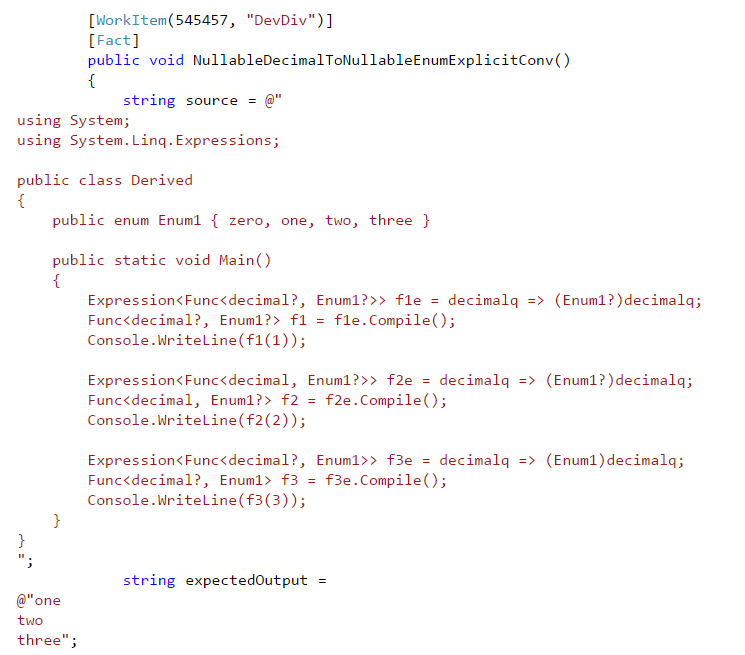 [WorkItem(545457, "DevDiv")]
        [Fact]
        public void NullableDecimalToNullableEnumExplicitConv()
        {
            string source = @"
using System;
using System.Linq.Expressions;

public class Derived
{
    public enum Enum1 { zero, one, two, three }

    public static void Main()
    {
        Expression<Func<decimal?, Enum1?>> f1e = decimalq => (Enum1?)decimalq;
        Func<decimal?, Enum1?> f1 = f1e.Compile();
        Console.WriteLine(f1(1));

        Expression<Func<decimal, Enum1?>> f2e = decimalq => (Enum1?)decimalq;
        Func<decimal, Enum1?> f2 = f2e.Compile();
        Console.WriteLine(f2(2));

        Expression<Func<decimal?, Enum1>> f3e = decimalq => (Enum1)decimalq;
        Func<decimal?, Enum1> f3 = f3e.Compile();
        Console.WriteLine(f3(3));
    }
}
";
            string expectedOutput =
@"one
two
three";